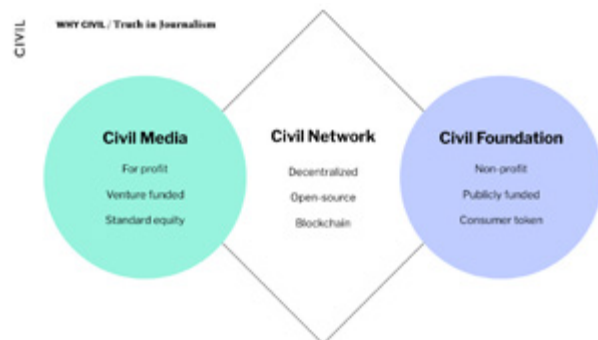 CIVIL
WHY CIVIL / Truth in Journalism
Civil Media
For profit
Venture funded
Standard equity
Civil Network
Decentralized
Open-source
Blockchain
Civil Foundation
Non-profit
Publicly funded
Consumer token